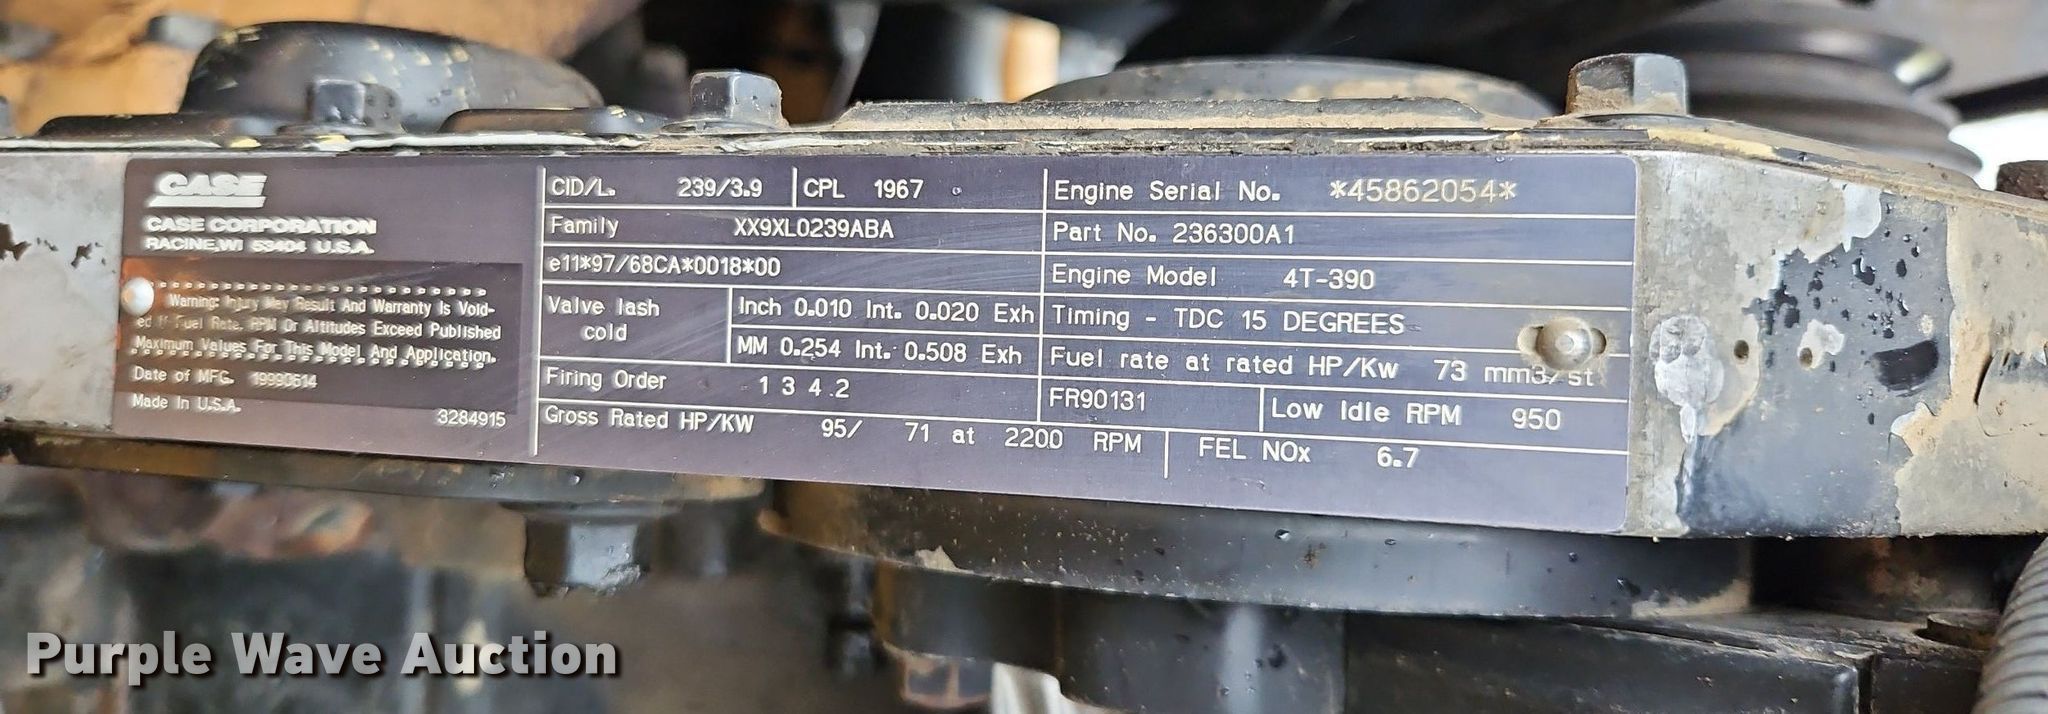 CASE
CASE CORPORATION
RACINE, WI 53404 U.S.A.
Warning: Injury May Result And Warranty Is Void-
ed If Fuel Rate, RPM Or Altitudes Exceed Published
Maximum Values For This Model And Application.
Date of MFG. 19990614
Made In U.S.A.
3284915
CID/L. 239/3.9 CPL 1967
Family XX9XL0239ABA
e11*97/68CA*0018*00
Valve lash cold
Inch 0.010 Int. 0.020 Exh
MM 0.254 Int. 0.508 Exh
Firing Order 1 3 4 2
Gross Rated HP/KW 95/ 71 at 2200 RPM
Engine Serial No. *45862054*
Part No. 236300A1
Engine Model 4T-390
Timing - TDC 15 DEGREES
Fuel rate at rated HP/Kw 73 mm3/st
FR90131 Low Idle RPM 950
FEL NOx 6.7
Purple Wave Auction